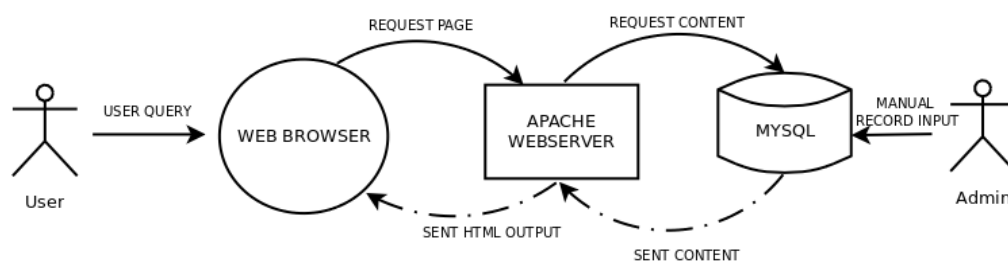 REQUEST PAGE
REQUEST CONTENT
USER QUERY
WEB BROWSER
APACHE
WEBSERVER
MYSQL
MANUAL
RECORD INPUT
User
Admin
SENT HTML OUTPUT
SENT CONTENT